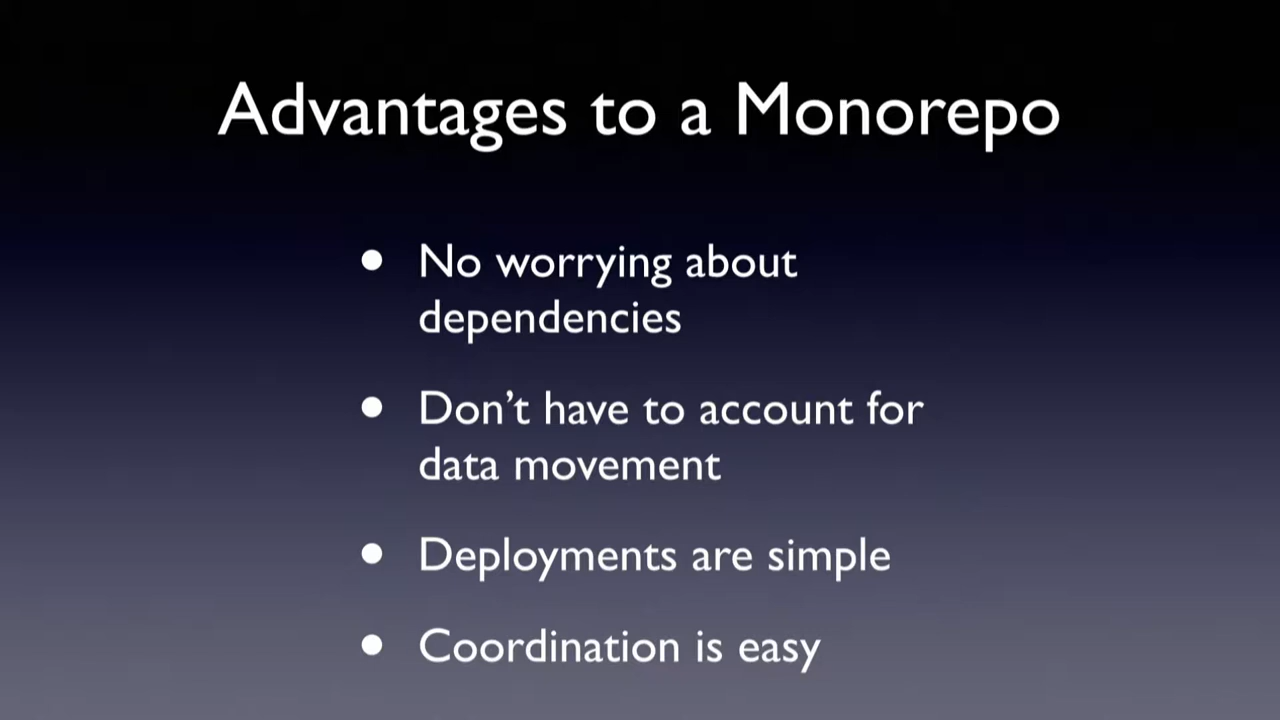 Advantages to a Monorepo
• No worrying about
dependencies
• Don’t have to account for
data movement
• Deployments are simple
• Coordination is easy